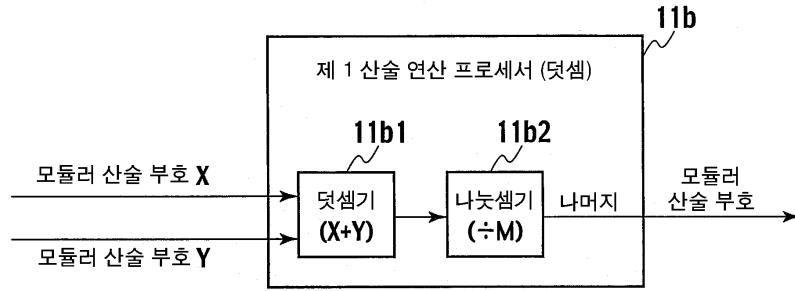 11b
제 1 산술 연산 프로세서 (덧셈)
11b1
11b2
모듈러 산술 부호 X
덧셈기
(X+Y)
나눗셈기
(÷M)
나머지
모듈러
산술 부호
모듈러 산술 부호 Y